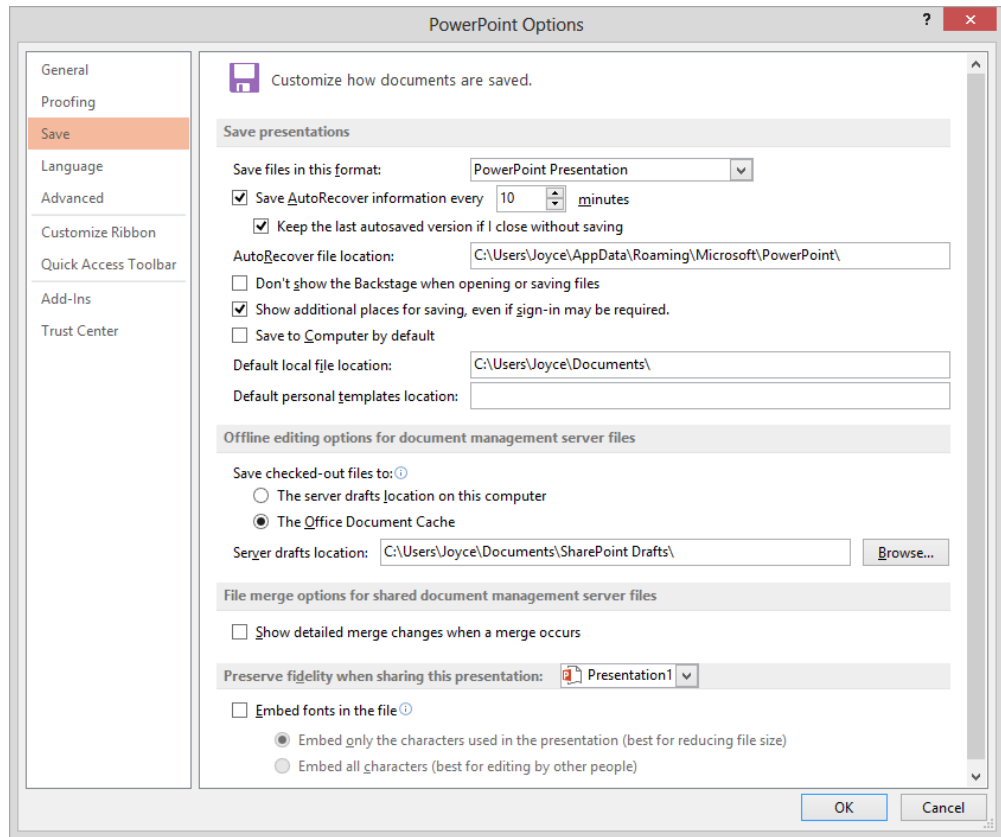 PowerPoint Options
?
General
Proofing
Save
Language
Advanced
Customize Ribbon
Quick Access Toolbar
Add-Ins
Trust Center
Customize how documents are saved.
Save presentations
Save files in this format: PowerPoint Presentation
Save AutoRecover information every 10 minutes
Keep the last autosaved version if I close without saving
AutoRecover file location: C:\Users\Joyce\AppData\Roaming\Microsoft\PowerPoint\
Don't show the Backstage when opening or saving files
Show additional places for saving, even if sign-in may be required.
Save to Computer by default
Default local file location: C:\Users\Joyce\Documents\
Default personal templates location:
Offline editing options for document management server files
Save checked-out files to:
The server drafts location on this computer
The Office Document Cache
Server drafts location: C:\Users\Joyce\Documents\SharePoint Drafts\ Browse...
File merge options for shared document management server files
Show detailed merge changes when a merge occurs
Preserve fidelity when sharing this presentation: Presentation1
Embed fonts in the file
Embed only the characters used in the presentation (best for reducing file size)
Embed all characters (best for editing by other people)
OK Cancel